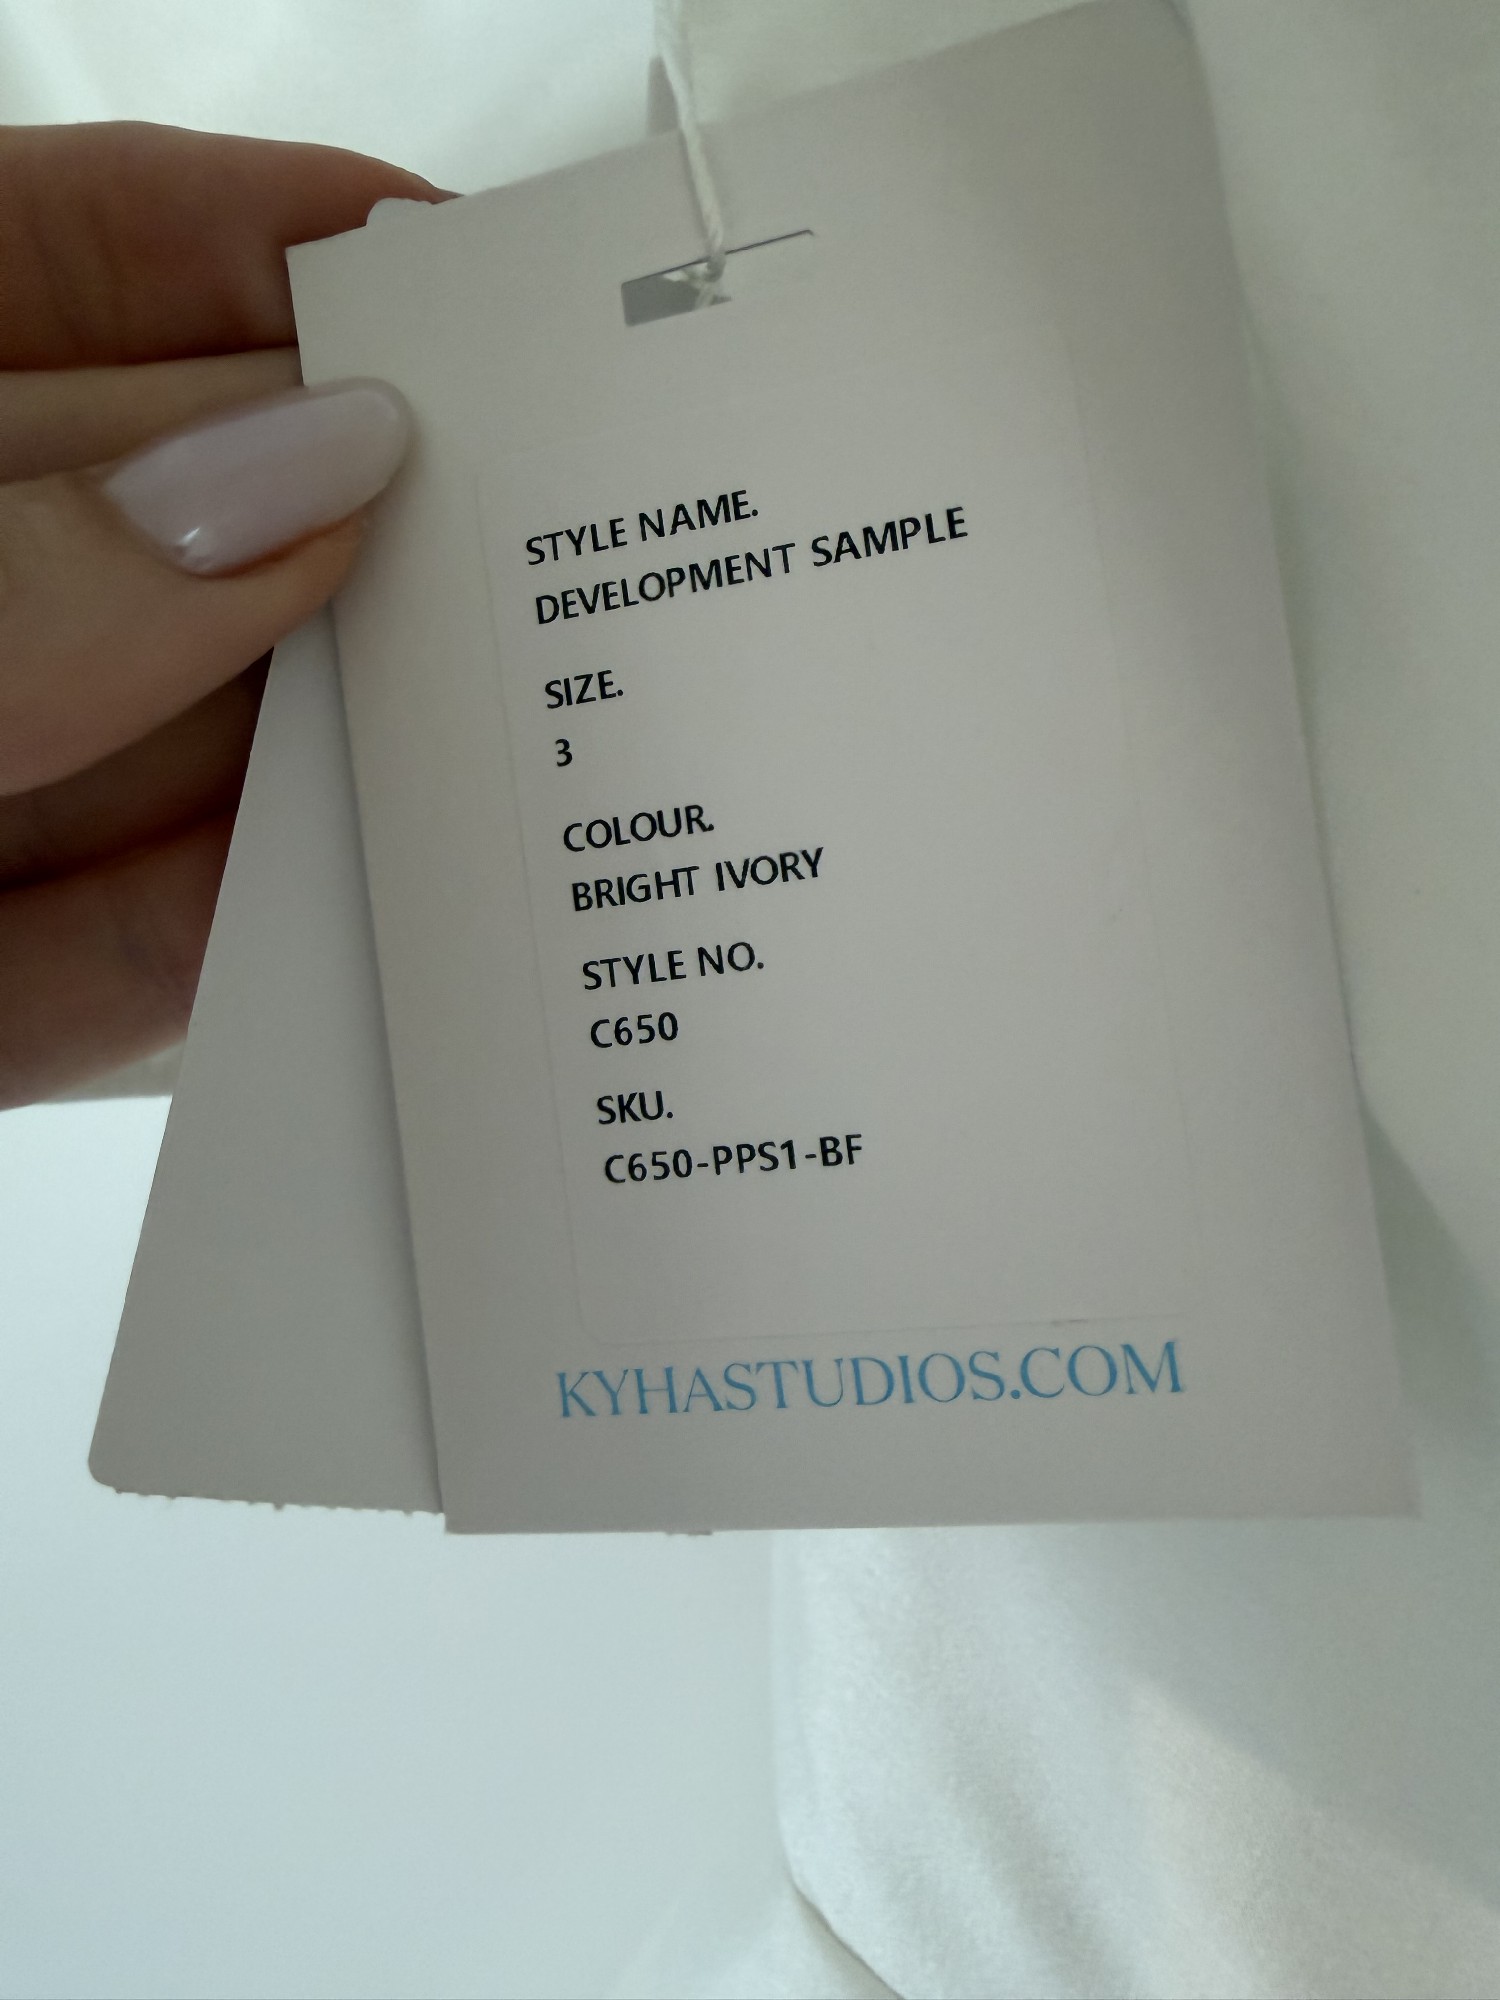 STYLE NAME.
DEVELOPMENT SAMPLE
SIZE.
3
COLOUR.
BRIGHT IVORY
STYLE NO.
C650
SKU.
C650-PPS1-BF
KYHASTUDIOS.COM